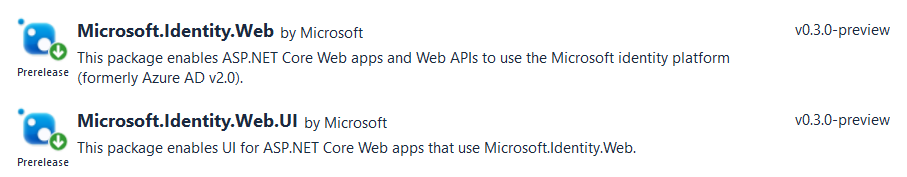 Microsoft.Identity.Web by Microsoft v0.3.0-preview
This package enables ASP.NET Core Web apps and Web APIs to use the Microsoft identity platform
Prerelease (formerly Azure AD v2.0).
Microsoft.Identity.Web.UI by Microsoft v0.3.0-preview
This package enables UI for ASP.NET Core Web apps that use Microsoft.Identity.Web.
Prerelease